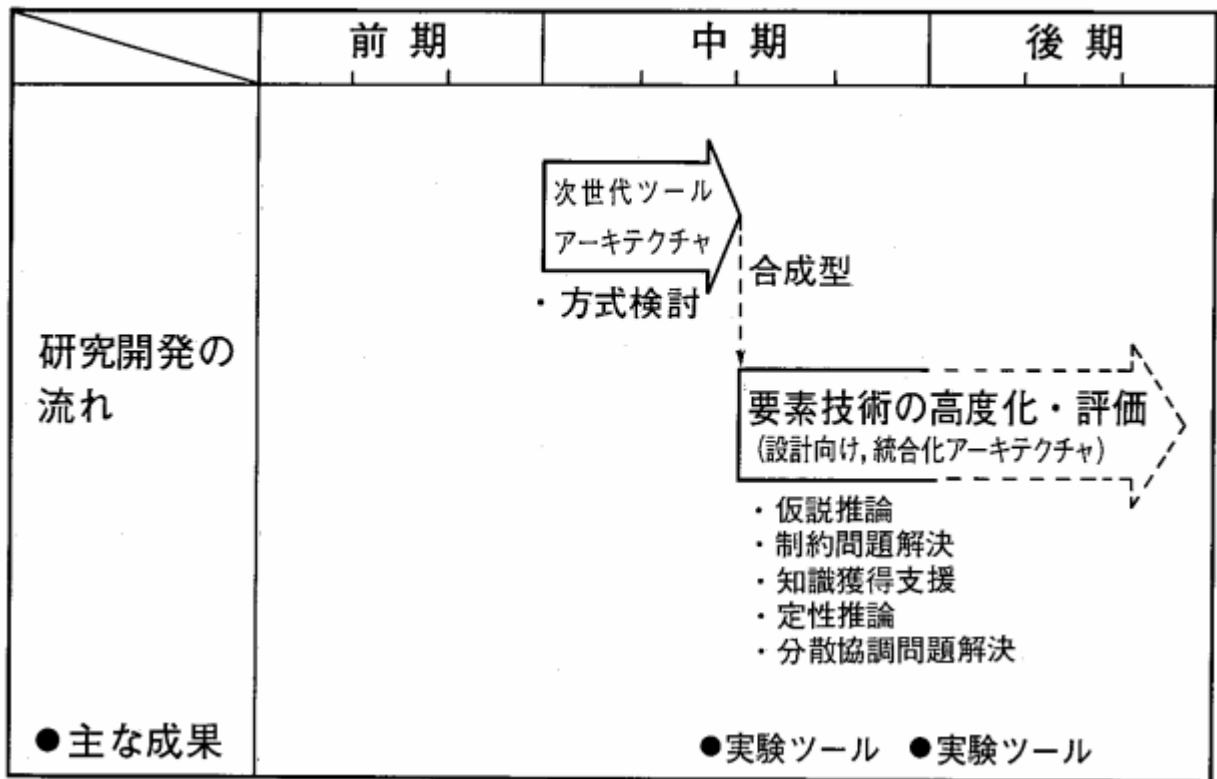 前期 中期 後期
次世代ツール
アーキテクチャ
・方式検討
合成型
研究開発の
流れ
要素技術の高度化・評価
(設計向け,統合化アーキテクチャ)
・仮説推論
・制約問題解決
・知識獲得支援
・定性推論
・分散協調問題解決
●主な成果
●実験ツール ●実験ツール